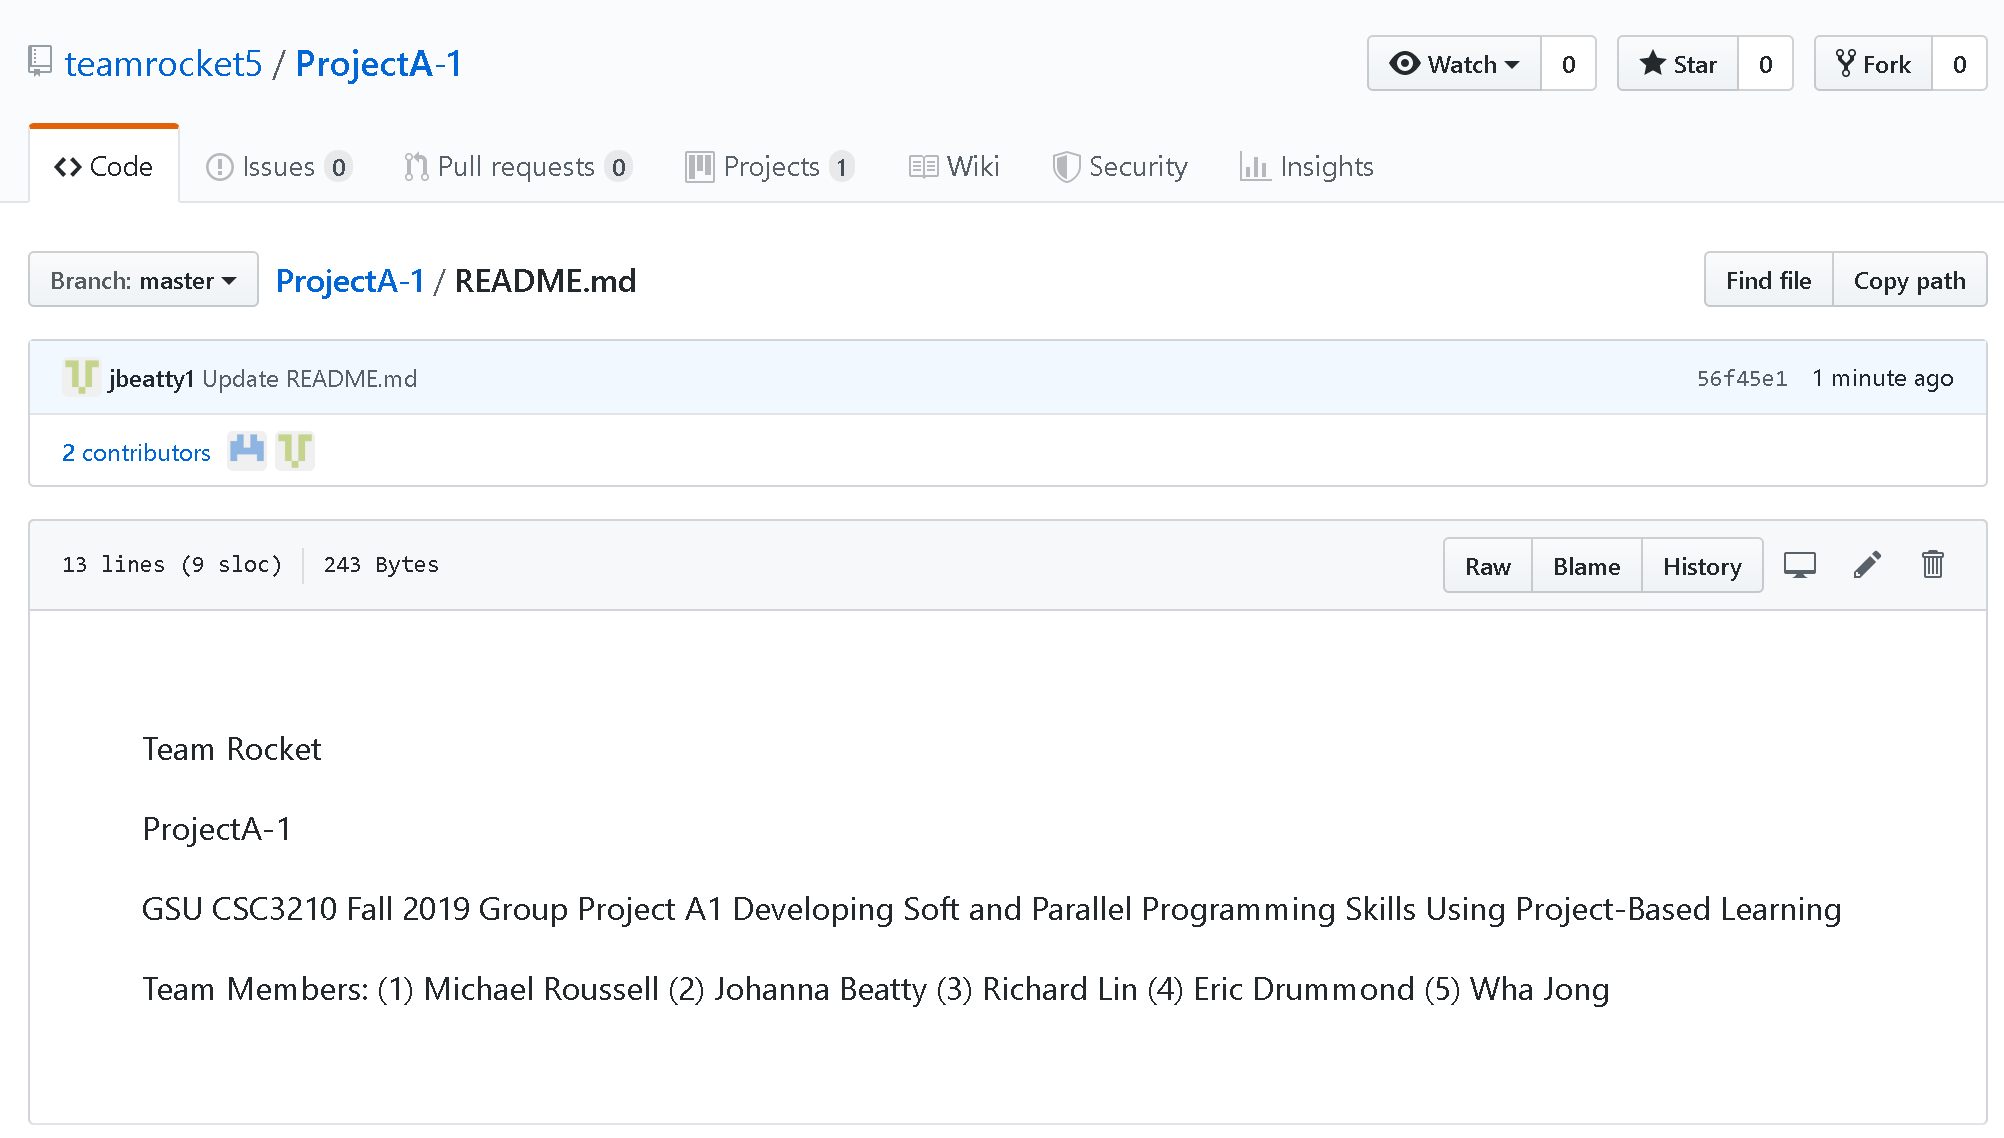 teamrocket5 / ProjectA-1
Watch 0 Star 0 Fork 0
Code Issues 0 Pull requests 0 Projects 1 Wiki Security Insights
Branch: master ProjectA-1 / README.md Find file Copy path
jbeatty1 Update README.md 56f45e1 1 minute ago
2 contributors
13 lines (9 sloc) 243 Bytes Raw Blame History
Team Rocket
ProjectA-1
GSU CSC3210 Fall 2019 Group Project A1 Developing Soft and Parallel Programming Skills Using Project-Based Learning
Team Members: (1) Michael Roussell (2) Johanna Beatty (3) Richard Lin (4) Eric Drummond (5) Wha Jong